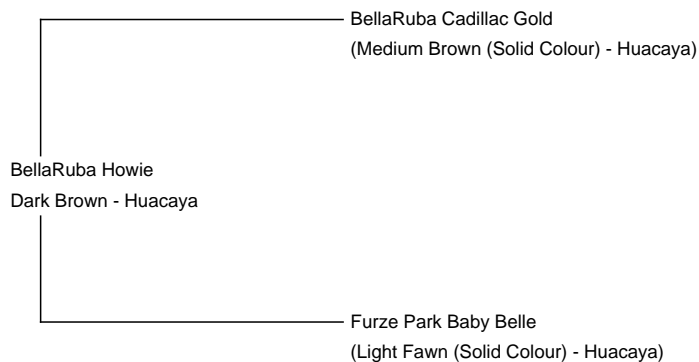 BellaRuba Cadillac Gold
(Medium Brown (Solid Colour) - Huacaya)
BellaRuba Howie
Dark Brown - Huacaya
Furze Park Baby Belle
(Light Fawn (Solid Colour) - Huacaya)